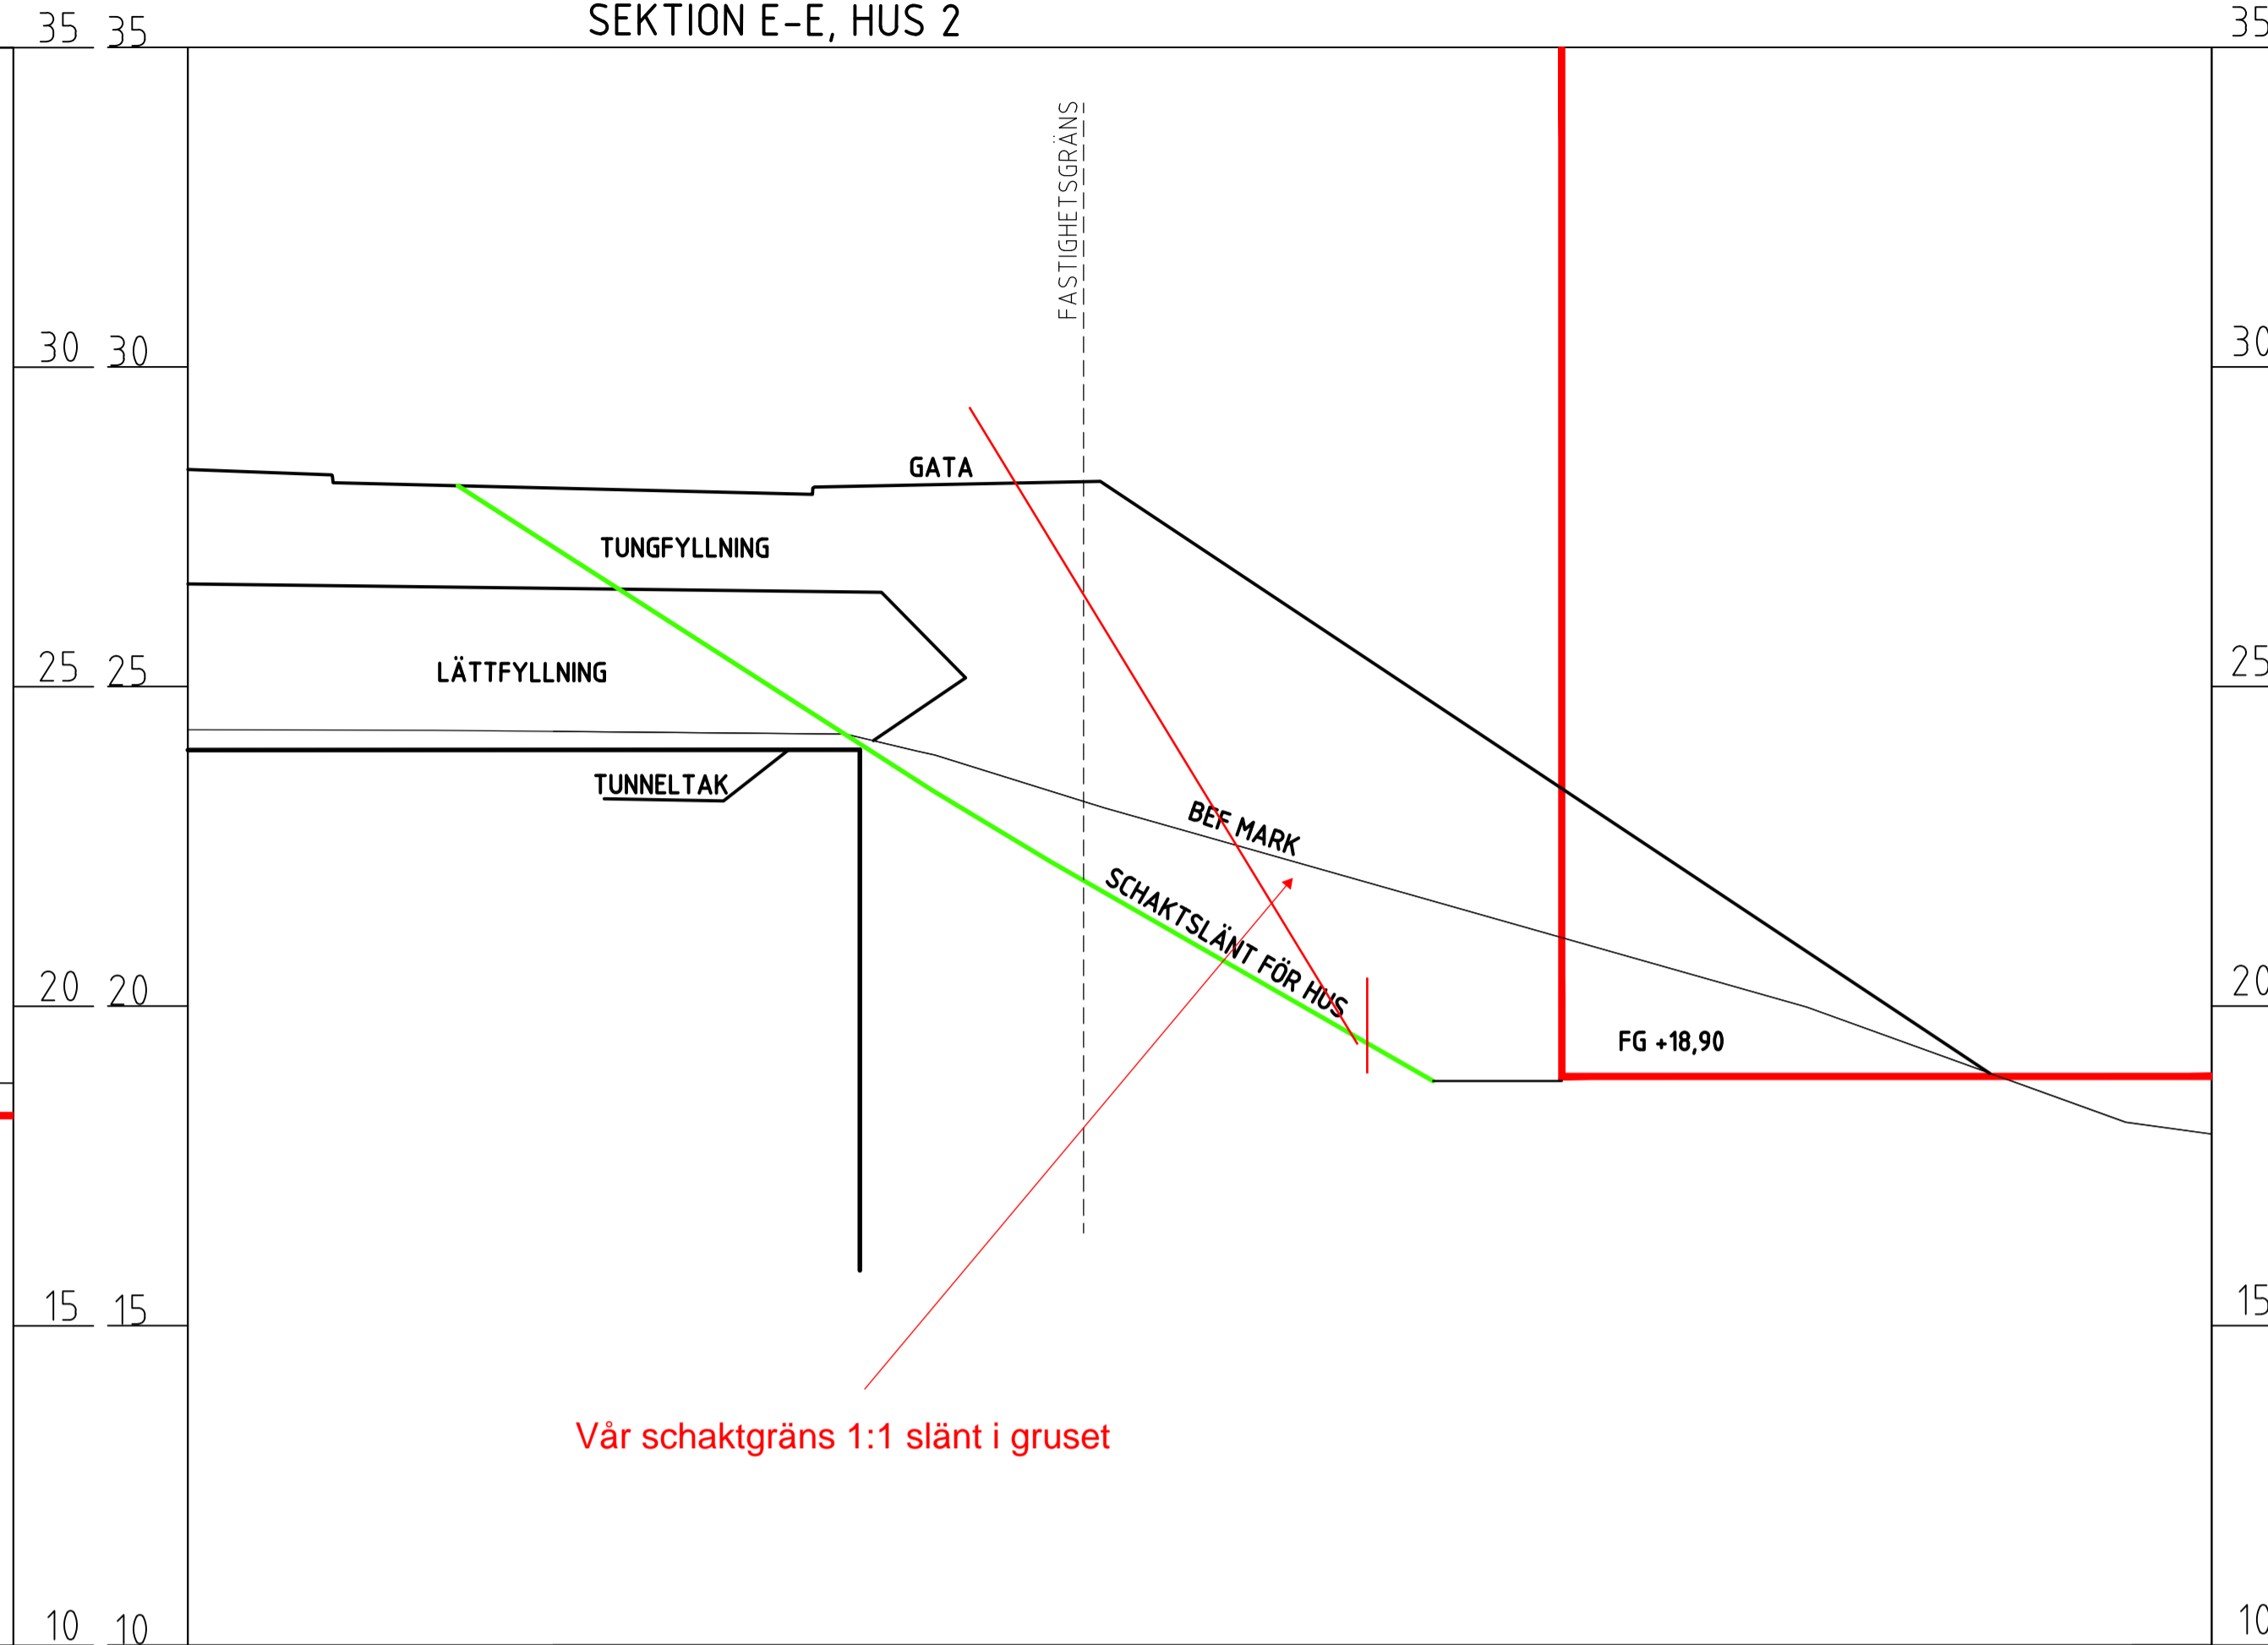 SEKTION E-E, HUS 2
35 35 35
FASTIGHETSGRÄNS
30 30 30
GATA
TUNGFYLLNING
25 25 25
LÄTTFYLLNING
TUNNELTAK
BEF MARK
SCHAKTSLÄNT FÖR HUS
20 20 20
FG +18,90
15 15 15
Vår schaktgräns 1:1 slänt i gruset
10 10 10